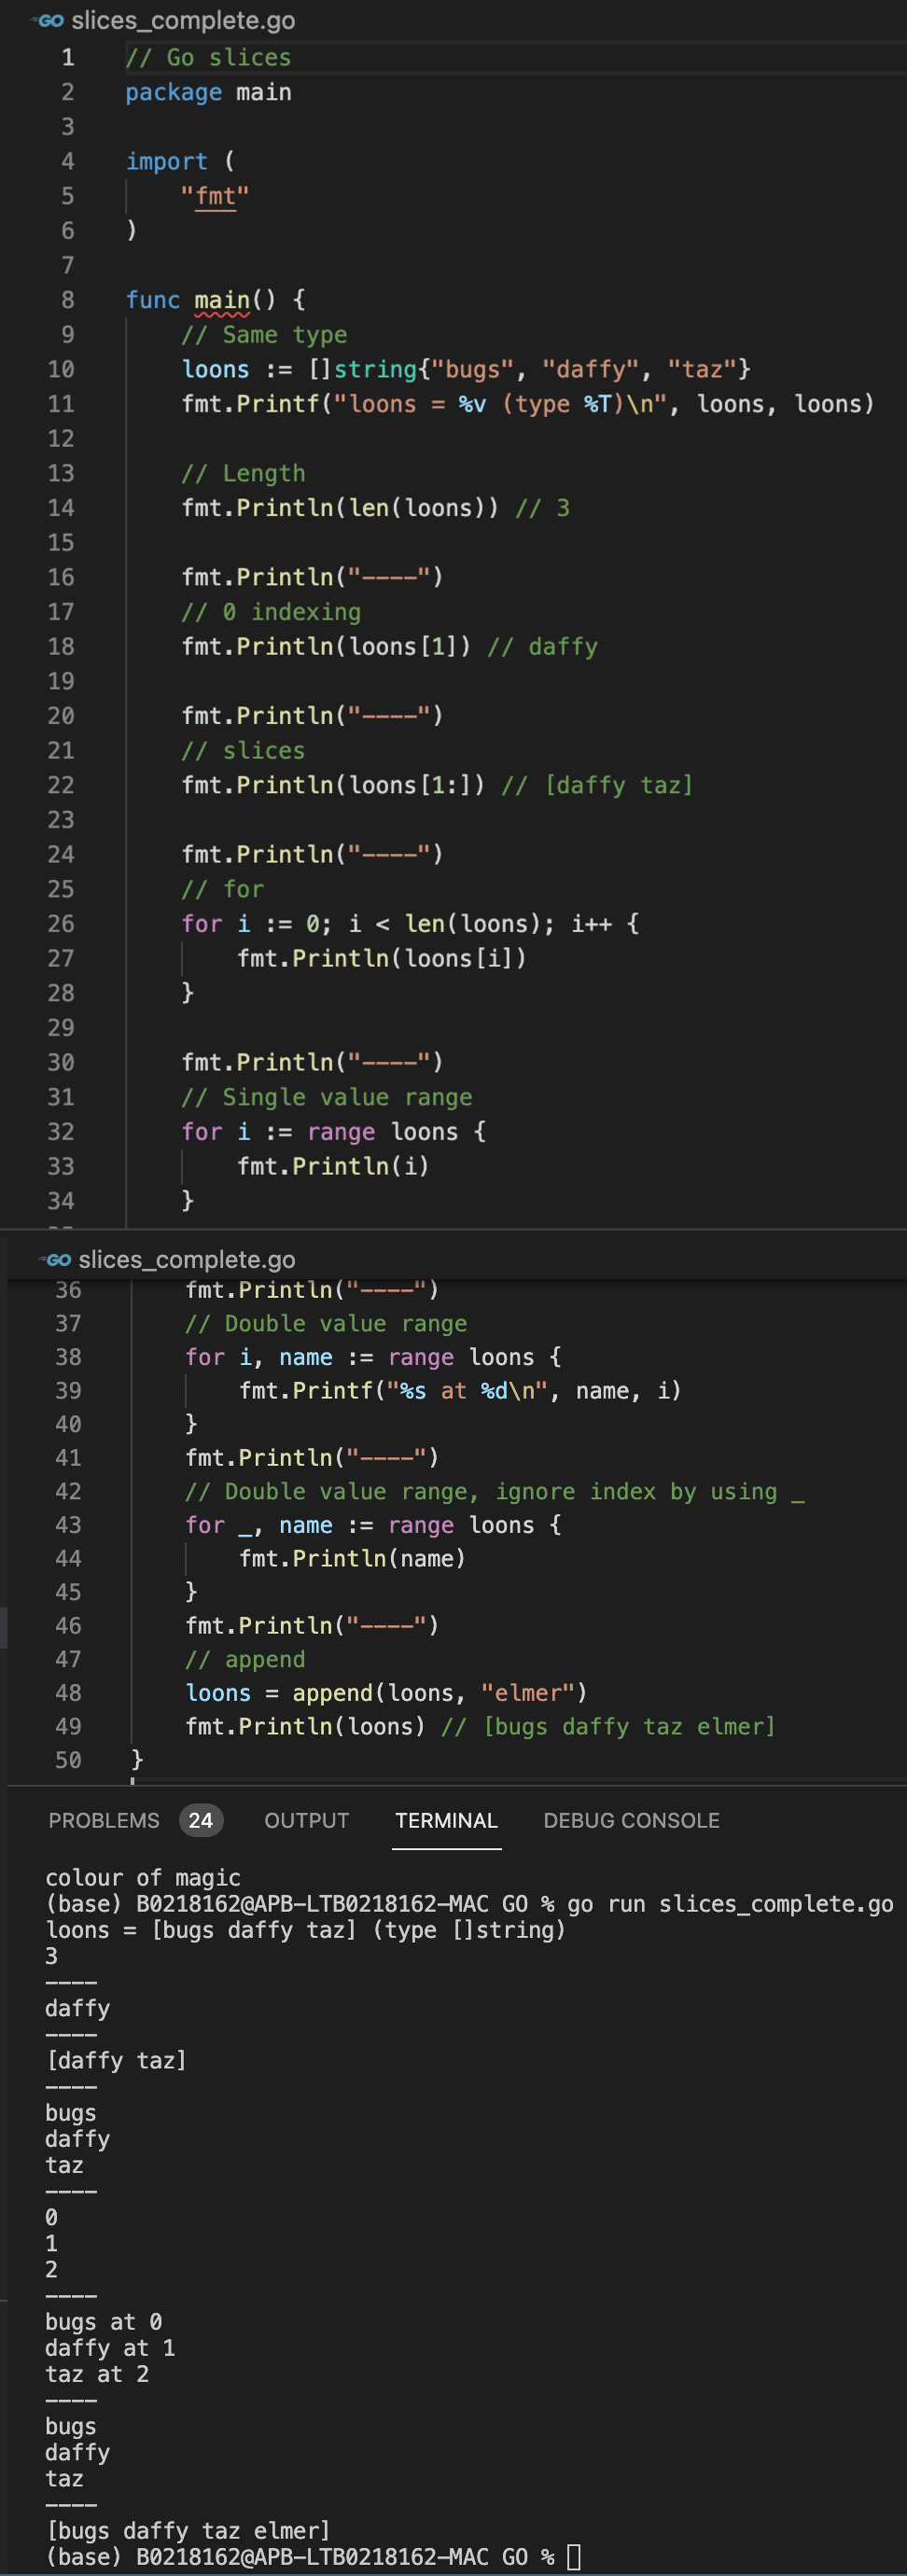 GO slices_complete.go
1 // Go slices
2 package main
3
4 import (
5     "fmt"
6 )
7
8 func main() {
9     // Same type
10     loons := []string{"bugs", "daffy", "taz"}
11     fmt.Printf("loons = %v (type %T)\n", loons, loons)
12
13     // Length
14     fmt.Println(len(loons)) // 3
15
16     fmt.Println("----")
17     // 0 indexing
18     fmt.Println(loons[1]) // daffy
19
20     fmt.Println("----")
21     // slices
22     fmt.Println(loons[1:]) // [daffy taz]
23
24     fmt.Println("----")
25     // for
26     for i := 0; i < len(loons); i++ {
27         fmt.Println(loons[i])
28     }
29
30     fmt.Println("----")
31     // Single value range
32     for i := range loons {
33         fmt.Println(i)
34     }
GO slices_complete.go
36     fmt.Println("----")
37     // Double value range
38     for i, name := range loons {
39         fmt.Printf("%s at %d\n", name, i)
40     }
41     fmt.Println("----")
42     // Double value range, ignore index by using _
43     for _, name := range loons {
44         fmt.Println(name)
45     }
46     fmt.Println("----")
47     // append
48     loons = append(loons, "elmer")
49     fmt.Println(loons) // [bugs daffy taz elmer]
50 }
PROBLEMS 24 OUTPUT TERMINAL DEBUG CONSOLE
colour of magic
(base) B0218162@APB-LTB0218162-MAC GO % go run slices_complete.go
loons = [bugs daffy taz] (type []string)
3
----
daffy
----
[daffy taz]
----
bugs
daffy
taz
----
0
1
2
----
bugs at 0
daffy at 1
taz at 2
----
bugs
daffy
taz
----
[bugs daffy taz elmer]
(base) B0218162@APB-LTB0218162-MAC GO %